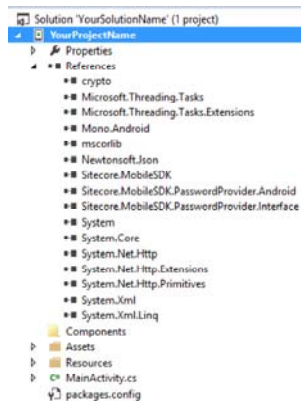 Solution 'YourSolutionName' (1 project)
YourProjectName
Properties
References
crypto
Microsoft.Threading.Tasks
Microsoft.Threading.Tasks.Extensions
Mono.Android
mscorlib
Newtonsoft.Json
Sitecore.MobileSDK
Sitecore.MobileSDK.PasswordProvider.Android
Sitecore.MobileSDK.PasswordProvider.Interface
System
System.Core
System.Net.Http
System.Net.Http.Extensions
System.Net.Http.Primitives
System.Xml
System.Xml.Linq
Components
Assets
Resources
C# MainActivity.cs
packages.config